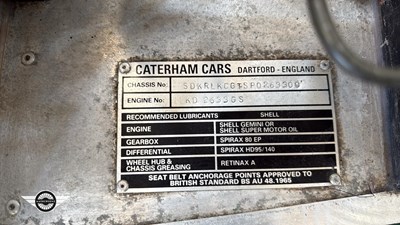 CATERHAM CARS DARTFORD - ENGLAND
CHASSIS No:
ENGINE No:
RECOMMENDED LUBRICANTS SHELL
ENGINE SHELL GEMINI OR
SHELL SUPER MOTOR OIL
GEARBOX SPIRAX 80 EP
DIFFERENTIAL SPIRAX HD95/140
WHEEL HUB & RETINAX A
CHASSIS GREASING
SEAT BELT ANCHORAGE POINTS APPROVED TO
BRITISH STANDARD BS AU 48.1965